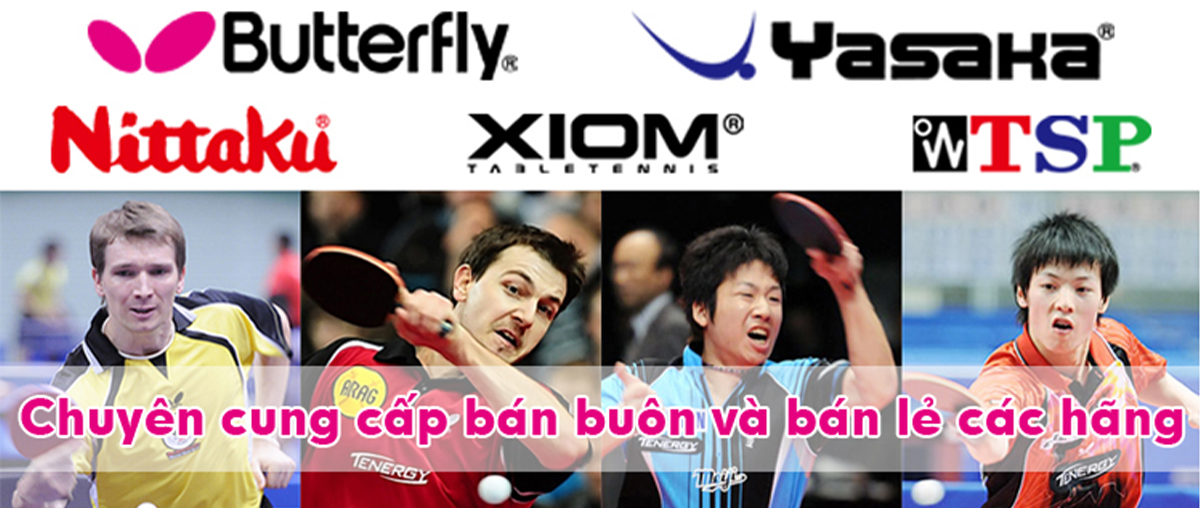 Butterfly®
Yasaka®
Nittaku®
XIOM®
TABLETENNIS
TSP®
ARAG
Chuyên cung cấp bán buôn và bán lẻ các hãng
TENERGY
TENERGY
Meiji
TENERGY